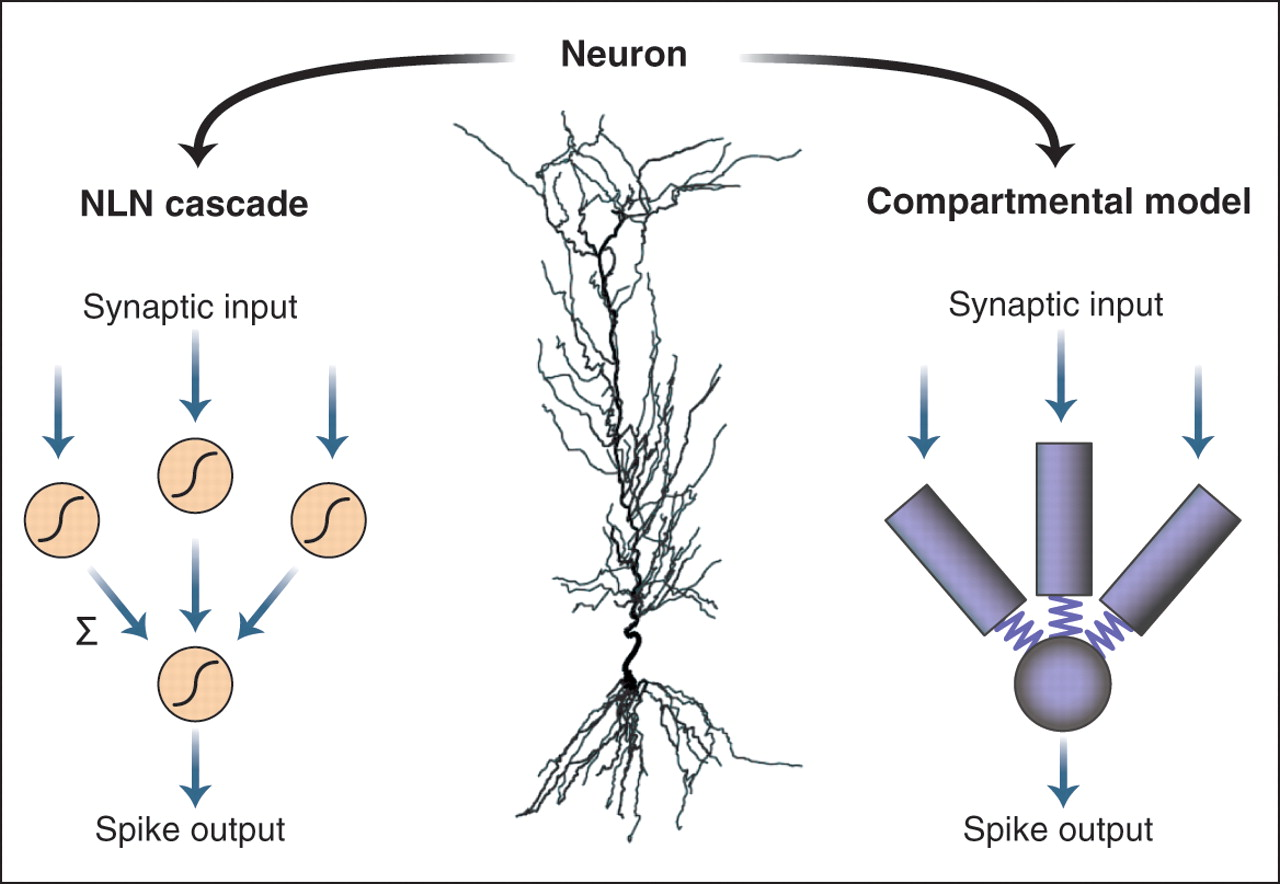 Neuron
NLN cascade
Synaptic input
Σ
Spike output
Compartmental model
Synaptic input
Spike output